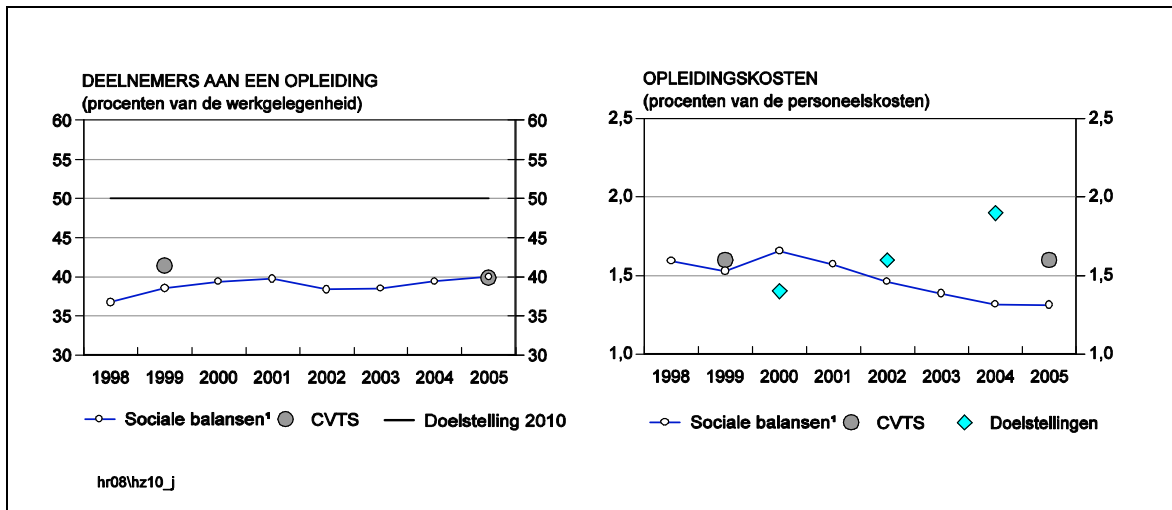 DEELNEMERS AAN EEN OPLEIDING
(procenten van de werkgelegenheid)
60 60
55 55
50 50
45 45
40 40
35 35
30 30
1998 1999 2000 2001 2002 2003 2004 2005
Sociale balansen¹ CVTS Doelstelling 2010
OPLEIDINGSKOSTEN
(procenten van de personeelskosten)
2,5 2,5
2,0 2,0
1,5 1,5
1,0 1,0
1998 1999 2000 2001 2002 2003 2004 2005
Sociale balansen¹ CVTS Doelstellingen
hr08\hz10_j